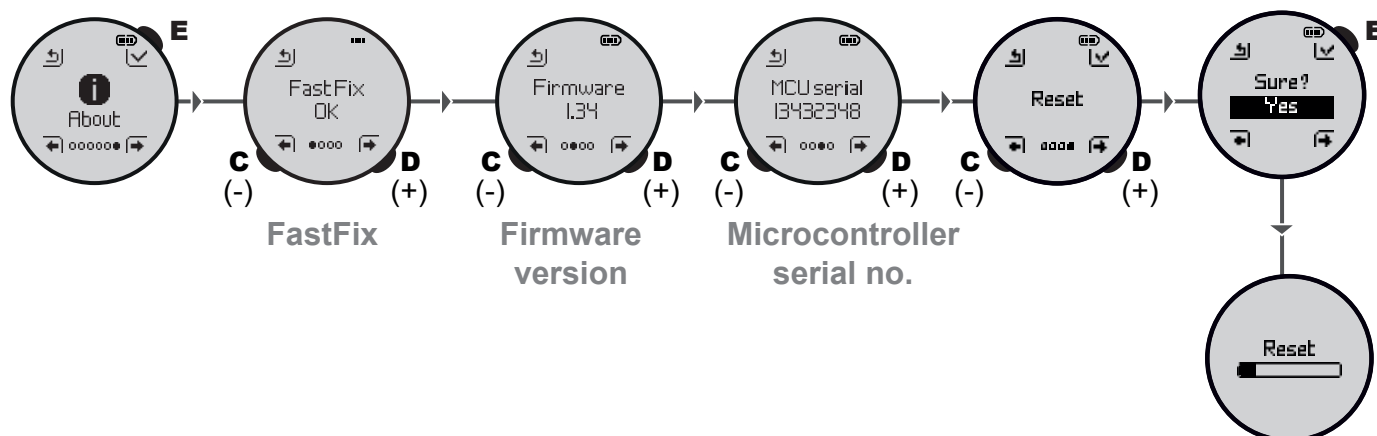 E
About
FastFix
OK
C
(-)
D
(+)
FastFix
Firmware
1.34
C
(-)
D
(+)
Firmware
version
MCU serial
13432348
C
(-)
D
(+)
Microcontroller
serial no.
Reset
C
(-)
D
(+)
E
Sure?
Yes
Reset